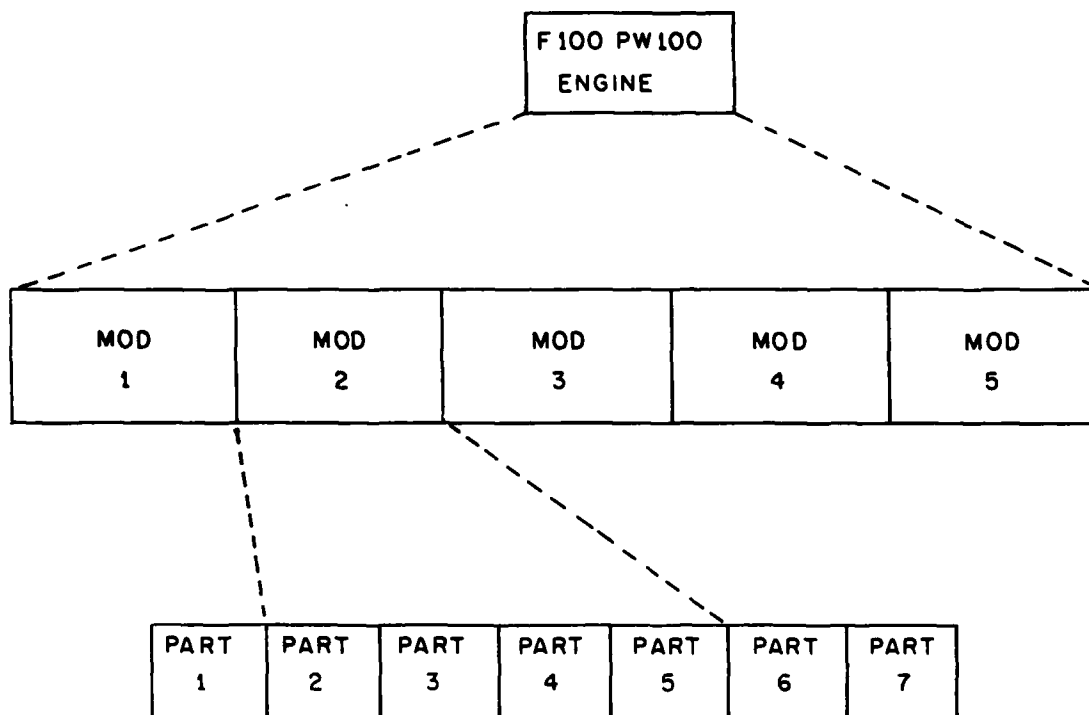 F100 PW100
ENGINE
MOD MOD MOD MOD MOD
1 2 3 4 5
PART PART PART PART PART PART PART
1 2 3 4 5 6 7